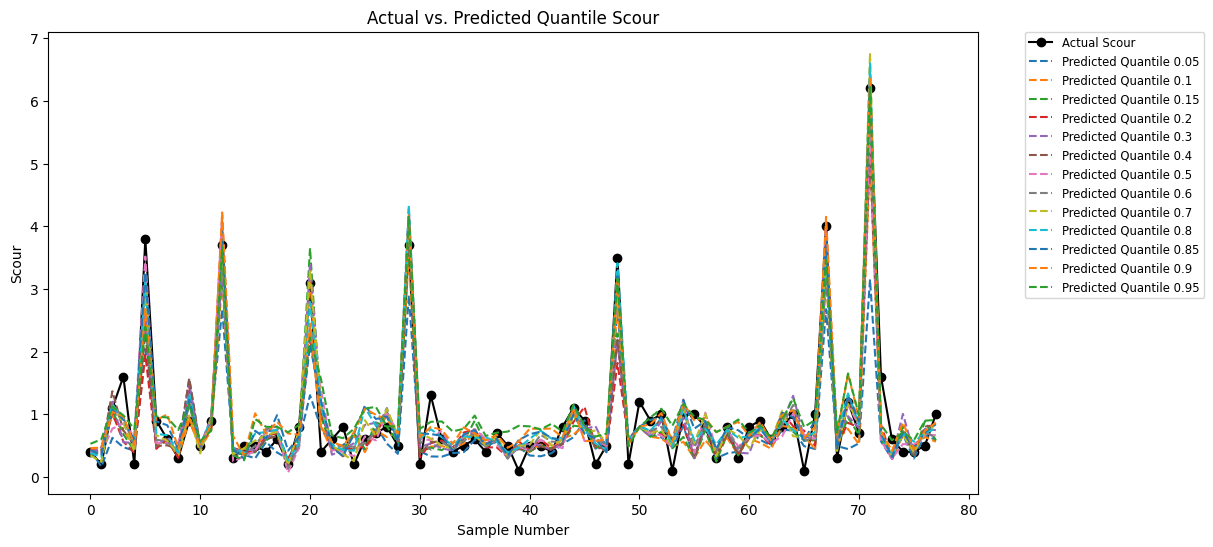 Actual vs. Predicted Quantile Scour
7
6
5
4
3
2
1
0
Scour
0 10 20 30 40 50 60 70 80
Sample Number
Actual Scour
Predicted Quantile 0.05
Predicted Quantile 0.1
Predicted Quantile 0.15
Predicted Quantile 0.2
Predicted Quantile 0.3
Predicted Quantile 0.4
Predicted Quantile 0.5
Predicted Quantile 0.6
Predicted Quantile 0.7
Predicted Quantile 0.8
Predicted Quantile 0.85
Predicted Quantile 0.9
Predicted Quantile 0.95